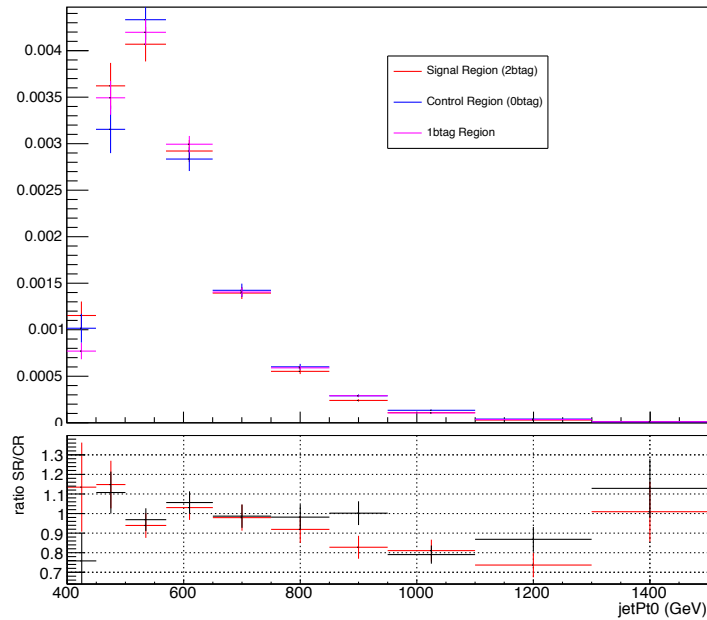 0.004
0.0035
0.003
0.0025
0.002
0.0015
0.001
0.0005
0
Signal Region (2btag)
Control Region (0btag)
1btag Region
ratio SR/CR
1.3
1.2
1.1
1
0.9
0.8
0.7
400 600 800 1000 1200 1400
jetPt0 (GeV)